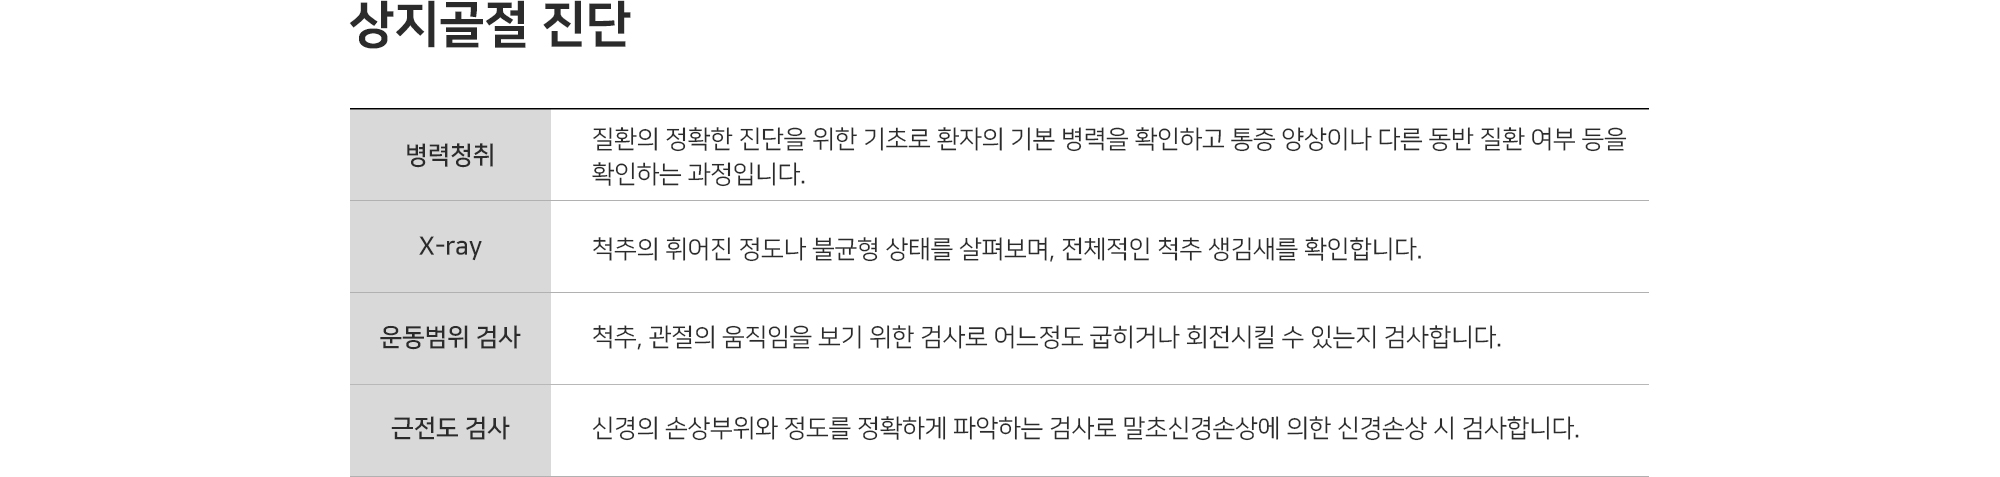 상지골절 진단
병력청취
질환의 정확한 진단을 위한 기초로 환자의 기본 병력을 확인하고 통증 양상이나 다른 동반 질환 여부 등을
확인하는 과정입니다.
X-ray
척추의 휘어진 정도나 불균형 상태를 살펴보며, 전체적인 척추 생김새를 확인합니다.
운동범위 검사
척추, 관절의 움직임을 보기 위한 검사로 어느정도 굽히거나 회전시킬 수 있는지 검사합니다.
근전도 검사
신경의 손상부위와 정도를 정확하게 파악하는 검사로 말초신경손상에 의한 신경손상 시 검사합니다.